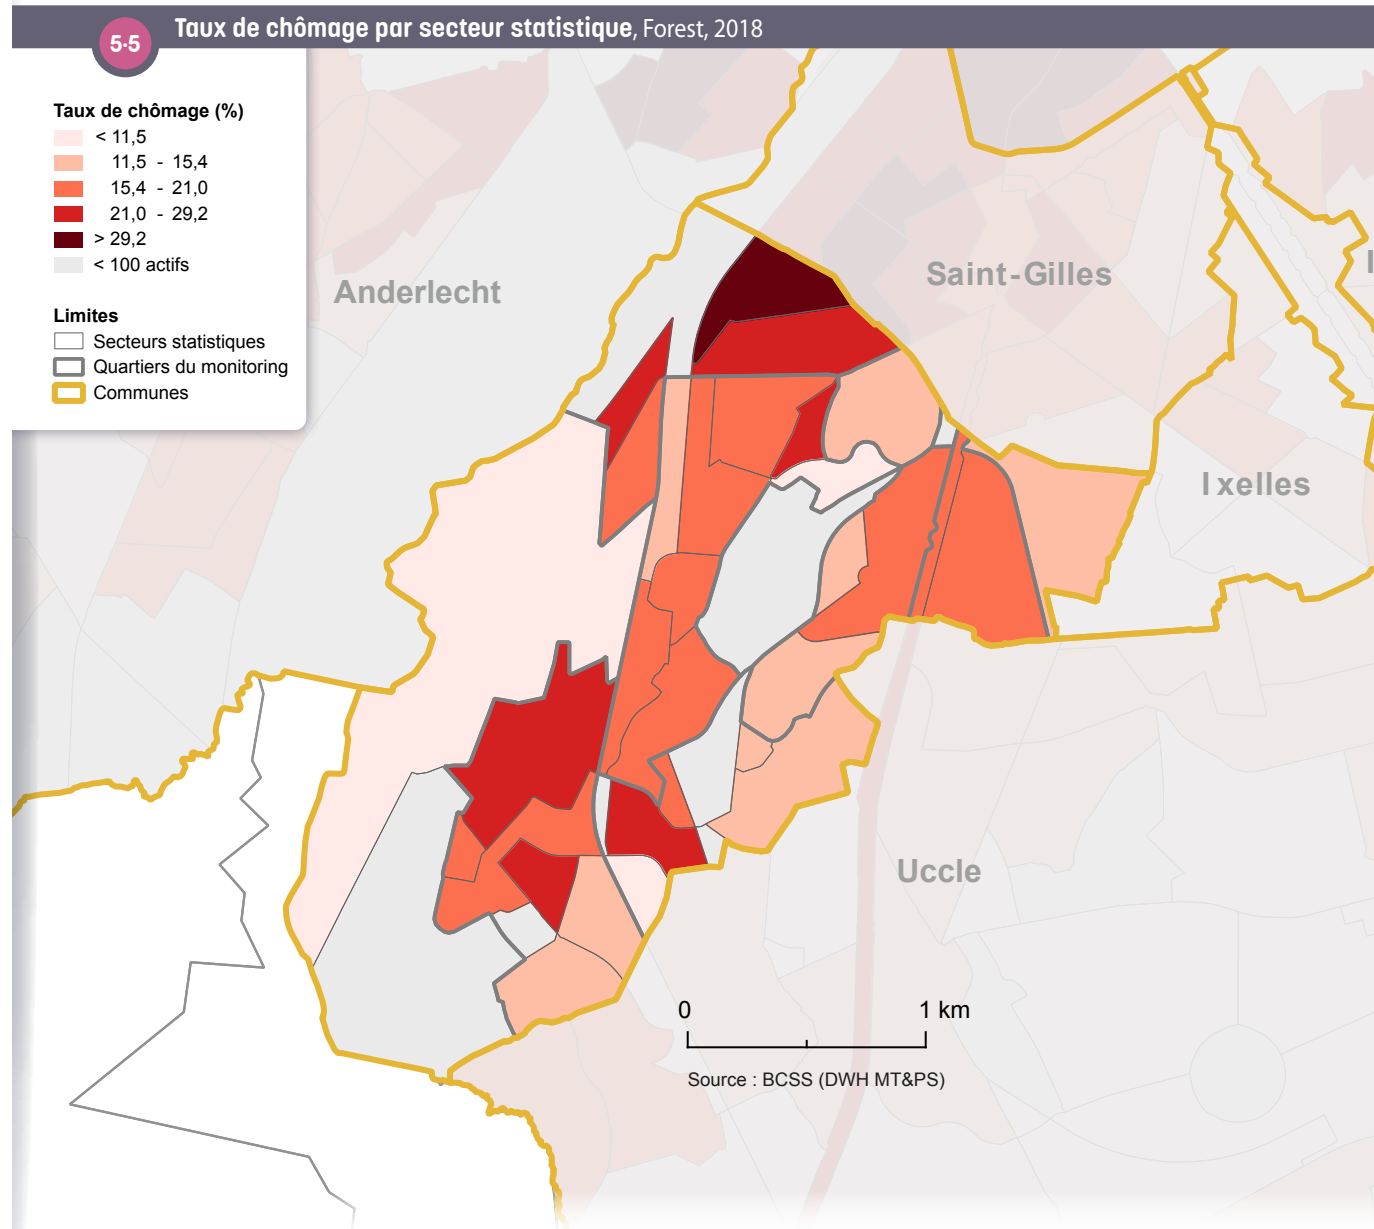 5·5
Taux de chômage par secteur statistique, Forest, 2018
Taux de chômage (%)
< 11,5
11,5 - 15,4
15,4 - 21,0
21,0 - 29,2
> 29,2
< 100 actifs
Limites
Secteurs statistiques
Quartiers du monitoring
Communes
Anderlecht
Saint-Gilles
I
Ixelles
Uccle
0 1 km
Source : BCSS (DWH MT&PS)